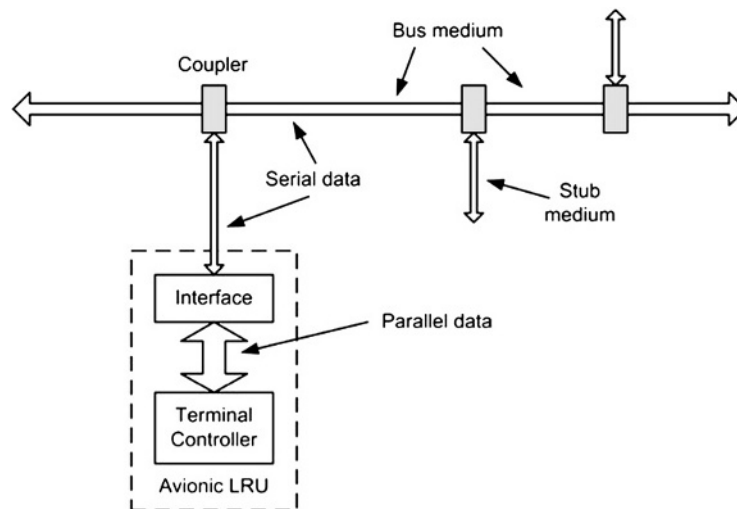 Bus medium
Coupler
Serial data
Stub
medium
Interface
Parallel data
Terminal
Controller
Avionic LRU